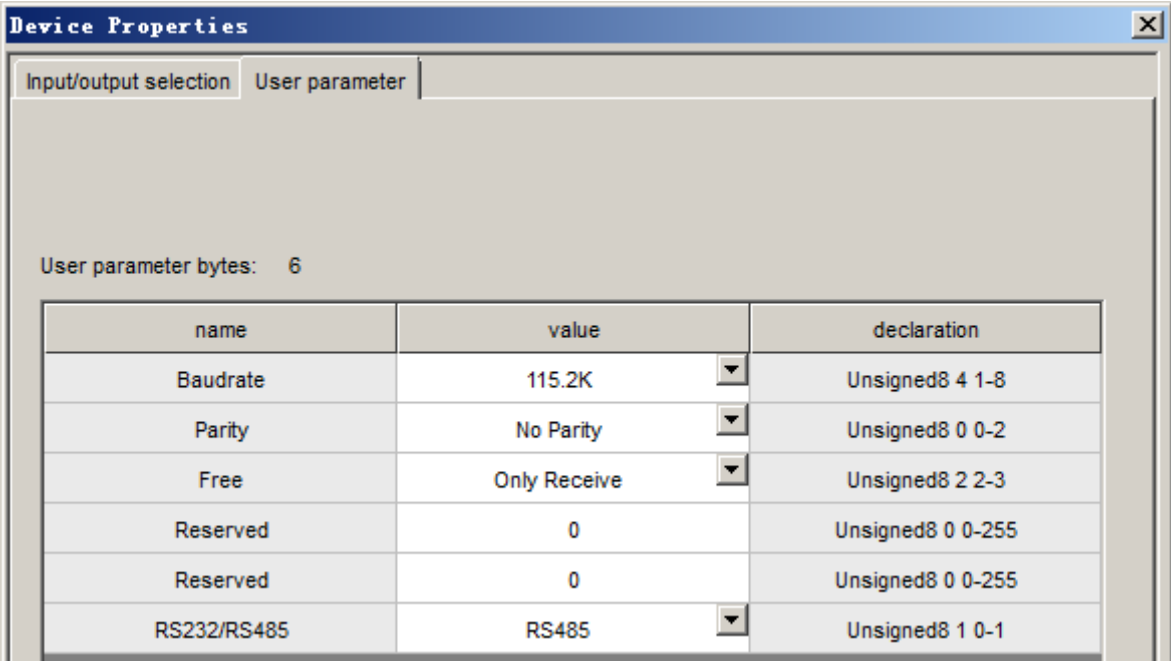 Device Properties
Input/output selection User parameter
User parameter bytes: 6
name value declaration
Baudrate 115.2K Unsigned8 4 1-8
Parity No Parity Unsigned8 0 0-2
Free Only Receive Unsigned8 2 2-3
Reserved 0 Unsigned8 0 0-255
Reserved 0 Unsigned8 0 0-255
RS232/RS485 RS485 Unsigned8 1 0-1